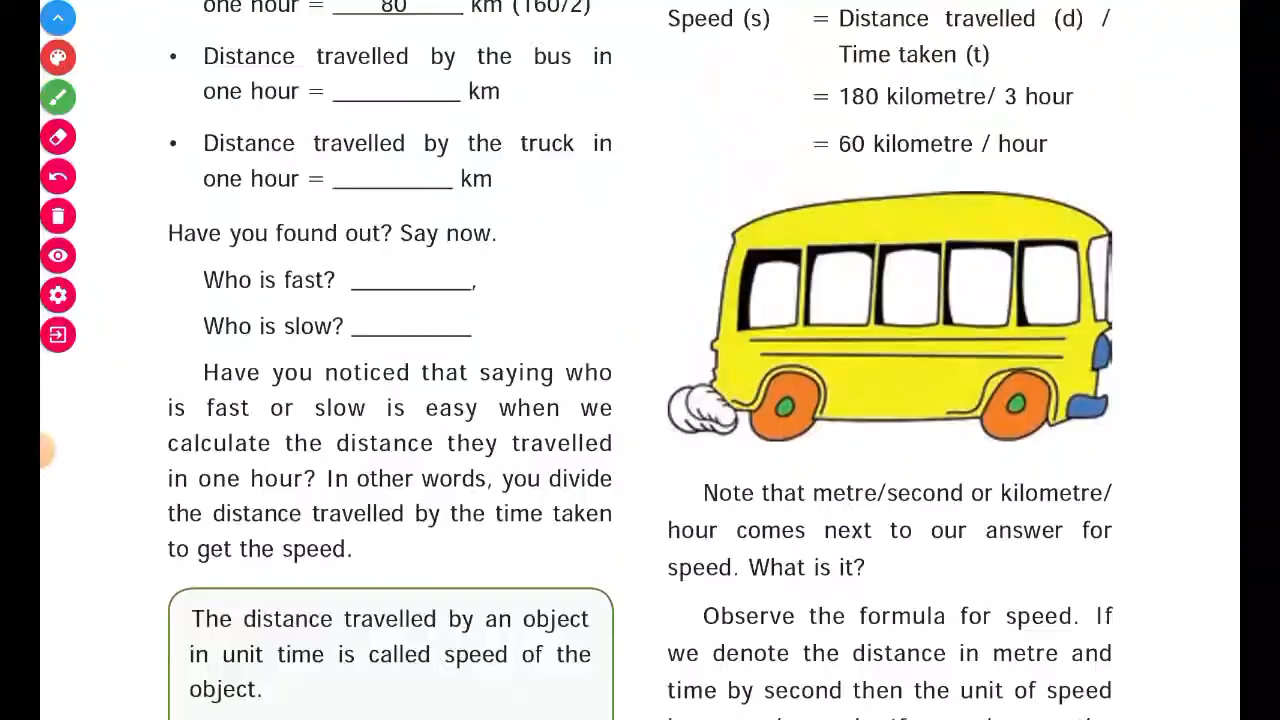 one hour = ______80______ km (160/2)
• Distance travelled by the bus in
one hour = ___________ km
• Distance travelled by the truck in
one hour = __________ km
Have you found out? Say now.
Who is fast? __________,
Who is slow? __________
Have you noticed that saying who
is fast or slow is easy when we
calculate the distance they travelled
in one hour? In other words, you divide
the distance travelled by the time taken
to get the speed.
The distance travelled by an object
in unit time is called speed of the
object.
Speed (s) = Distance travelled (d) /
Time taken (t)
= 180 kilometre/ 3 hour
= 60 kilometre / hour
Note that metre/second or kilometre/
hour comes next to our answer for
speed. What is it?
Observe the formula for speed. If
we denote the distance in metre and
time by second then the unit of speed